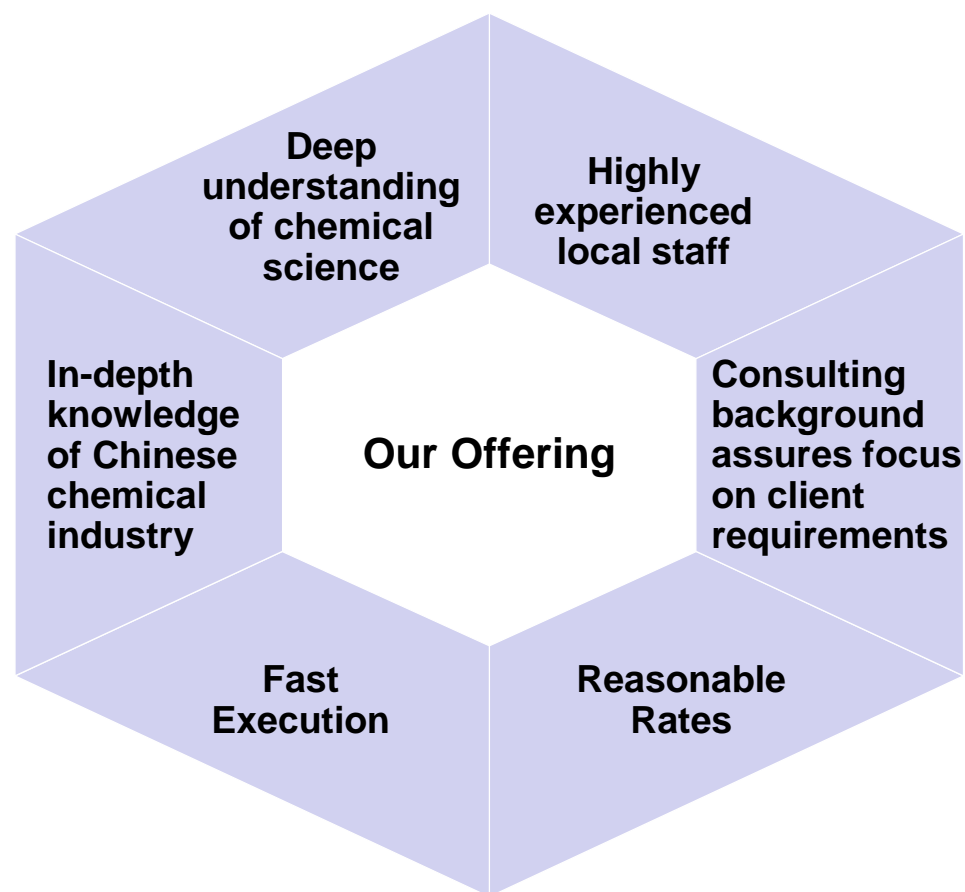 Deep
understanding
of chemical
science
Highly
experienced
local staff
In-depth
knowledge
of Chinese
chemical
industry
Our Offering
Consulting
background
assures focus
on client
requirements
Fast
Execution
Reasonable
Rates